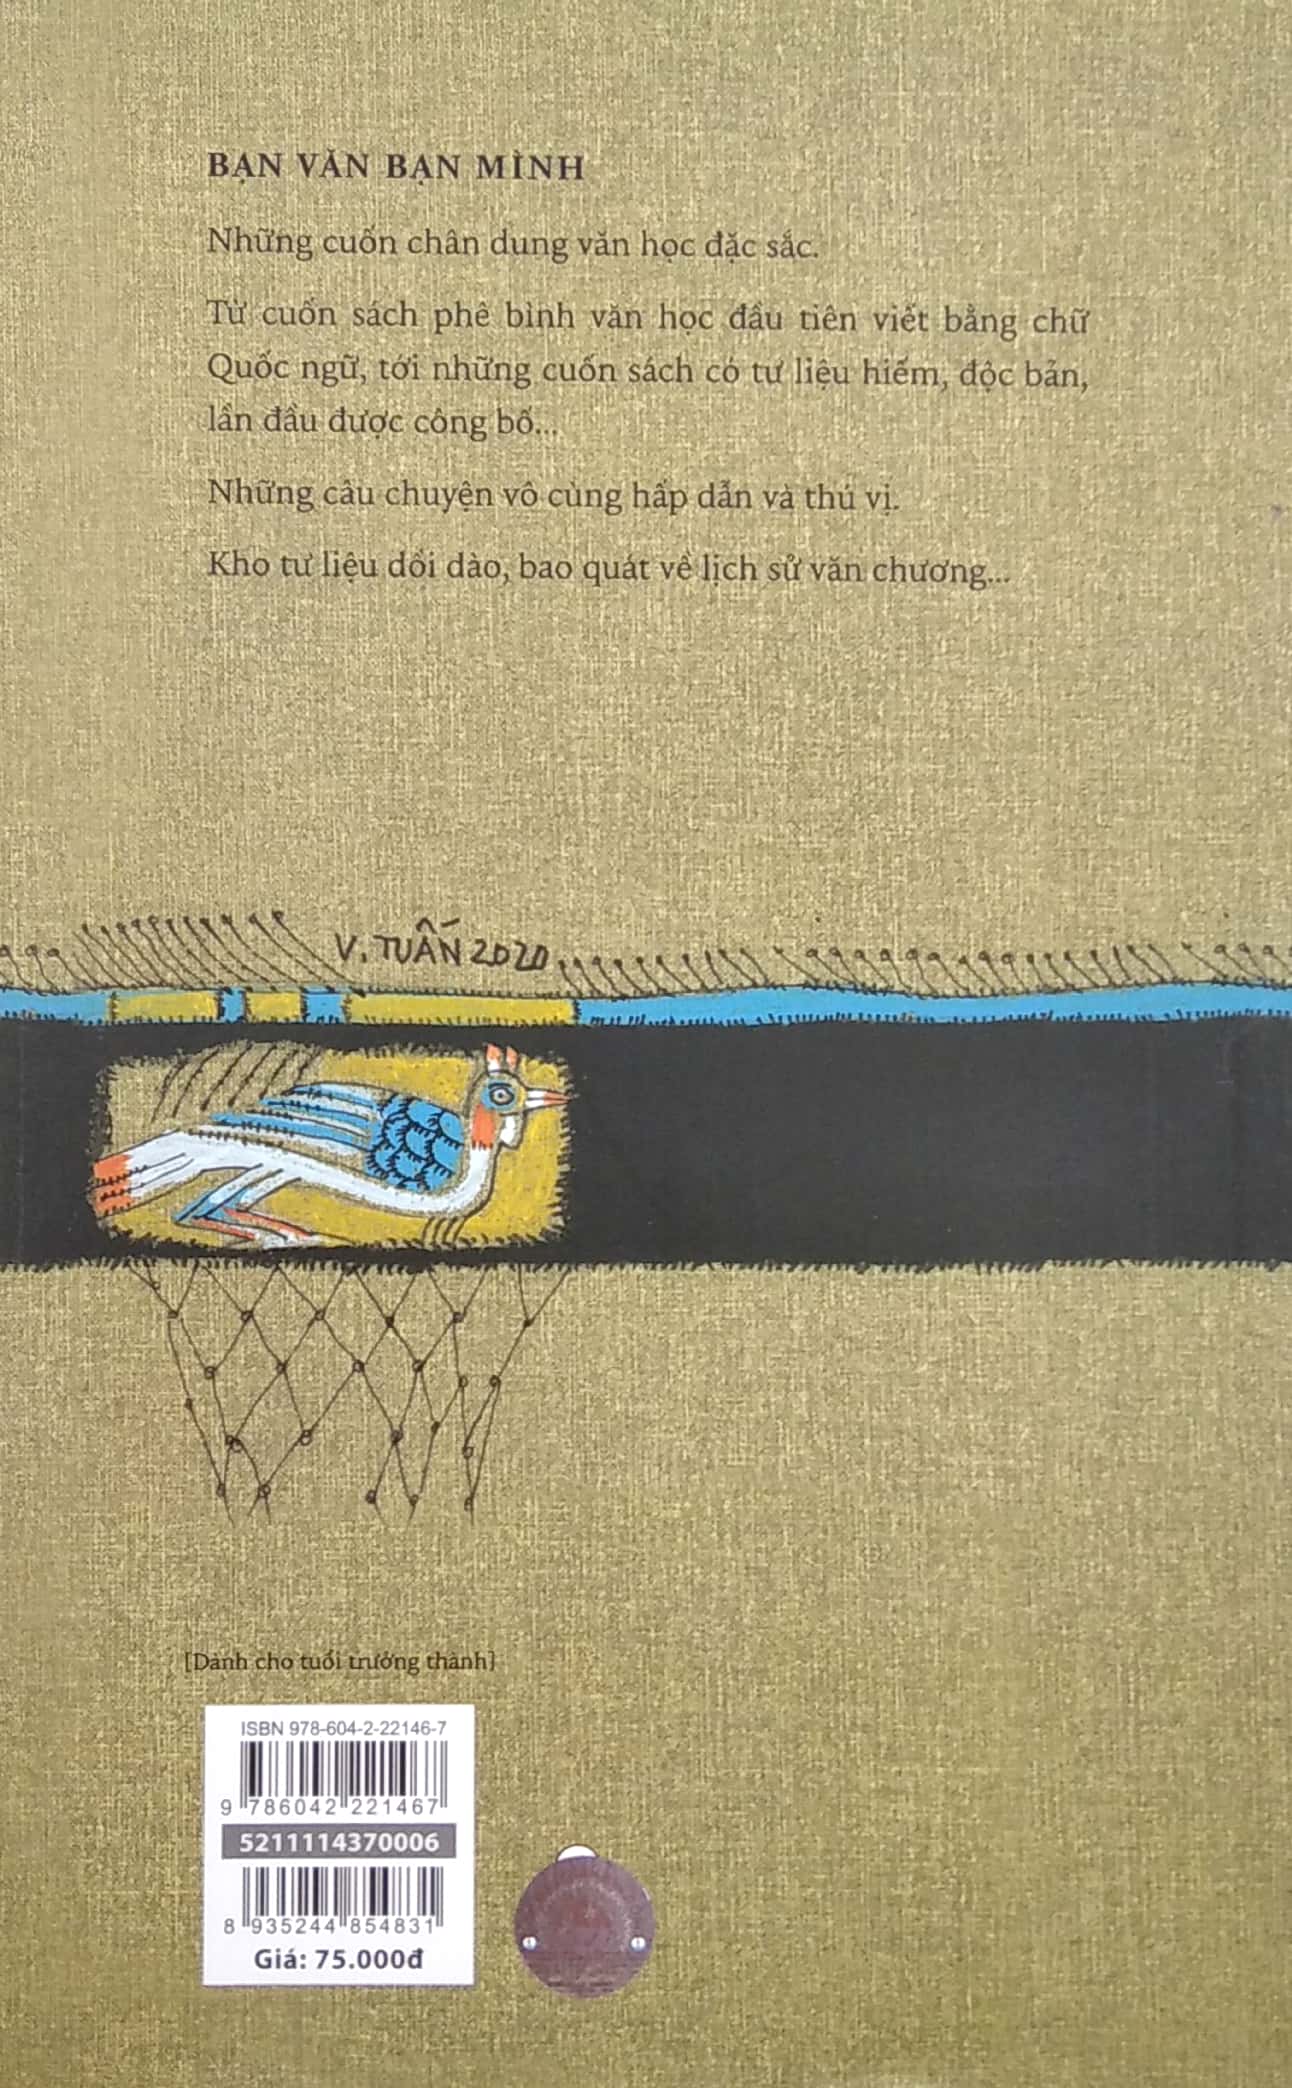 BẠN VĂN BẠN MÌNH
Những cuốn chân dung văn học đặc sắc.
Từ cuốn sách phê bình văn học đầu tiên viết bằng chữ
Quốc ngữ, tới những cuốn sách có tư liệu hiếm, độc bản,
lần đầu được công bố...
Những câu chuyện vô cùng hấp dẫn và thú vị.
Kho tư liệu dồi dào, bao quát về lịch sử văn chương...
V. TUẤN 2020
[Dành cho tuổi trưởng thành]
ISBN 978-604-2-22146-7
9 786042 221467
5211114370006
8 935244 854831
Giá: 75.000đ